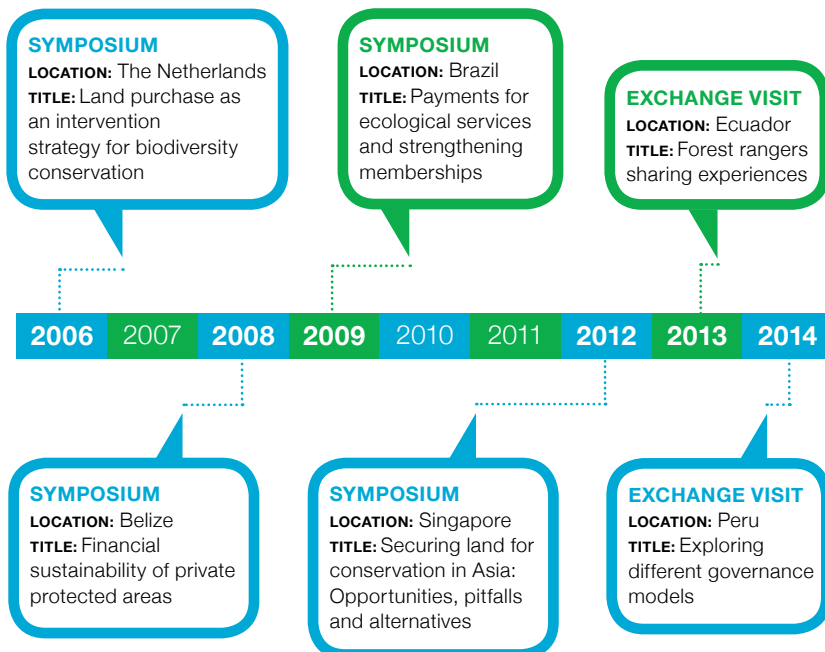 SYMPOSIUM
LOCATION: The Netherlands
TITLE: Land purchase as
an intervention
strategy for biodiversity
conservation
SYMPOSIUM
LOCATION: Brazil
TITLE: Payments for
ecological services
and strengthening
memberships
EXCHANGE VISIT
LOCATION: Ecuador
TITLE: Forest rangers
sharing experiences
2006 2007 2008 2009 2010 2011 2012 2013 2014
SYMPOSIUM
LOCATION: Belize
TITLE: Financial
sustainability of private
protected areas
SYMPOSIUM
LOCATION: Singapore
TITLE: Securing land for
conservation in Asia:
Opportunities, pitfalls
and alternatives
EXCHANGE VISIT
LOCATION: Peru
TITLE: Exploring
different governance
models